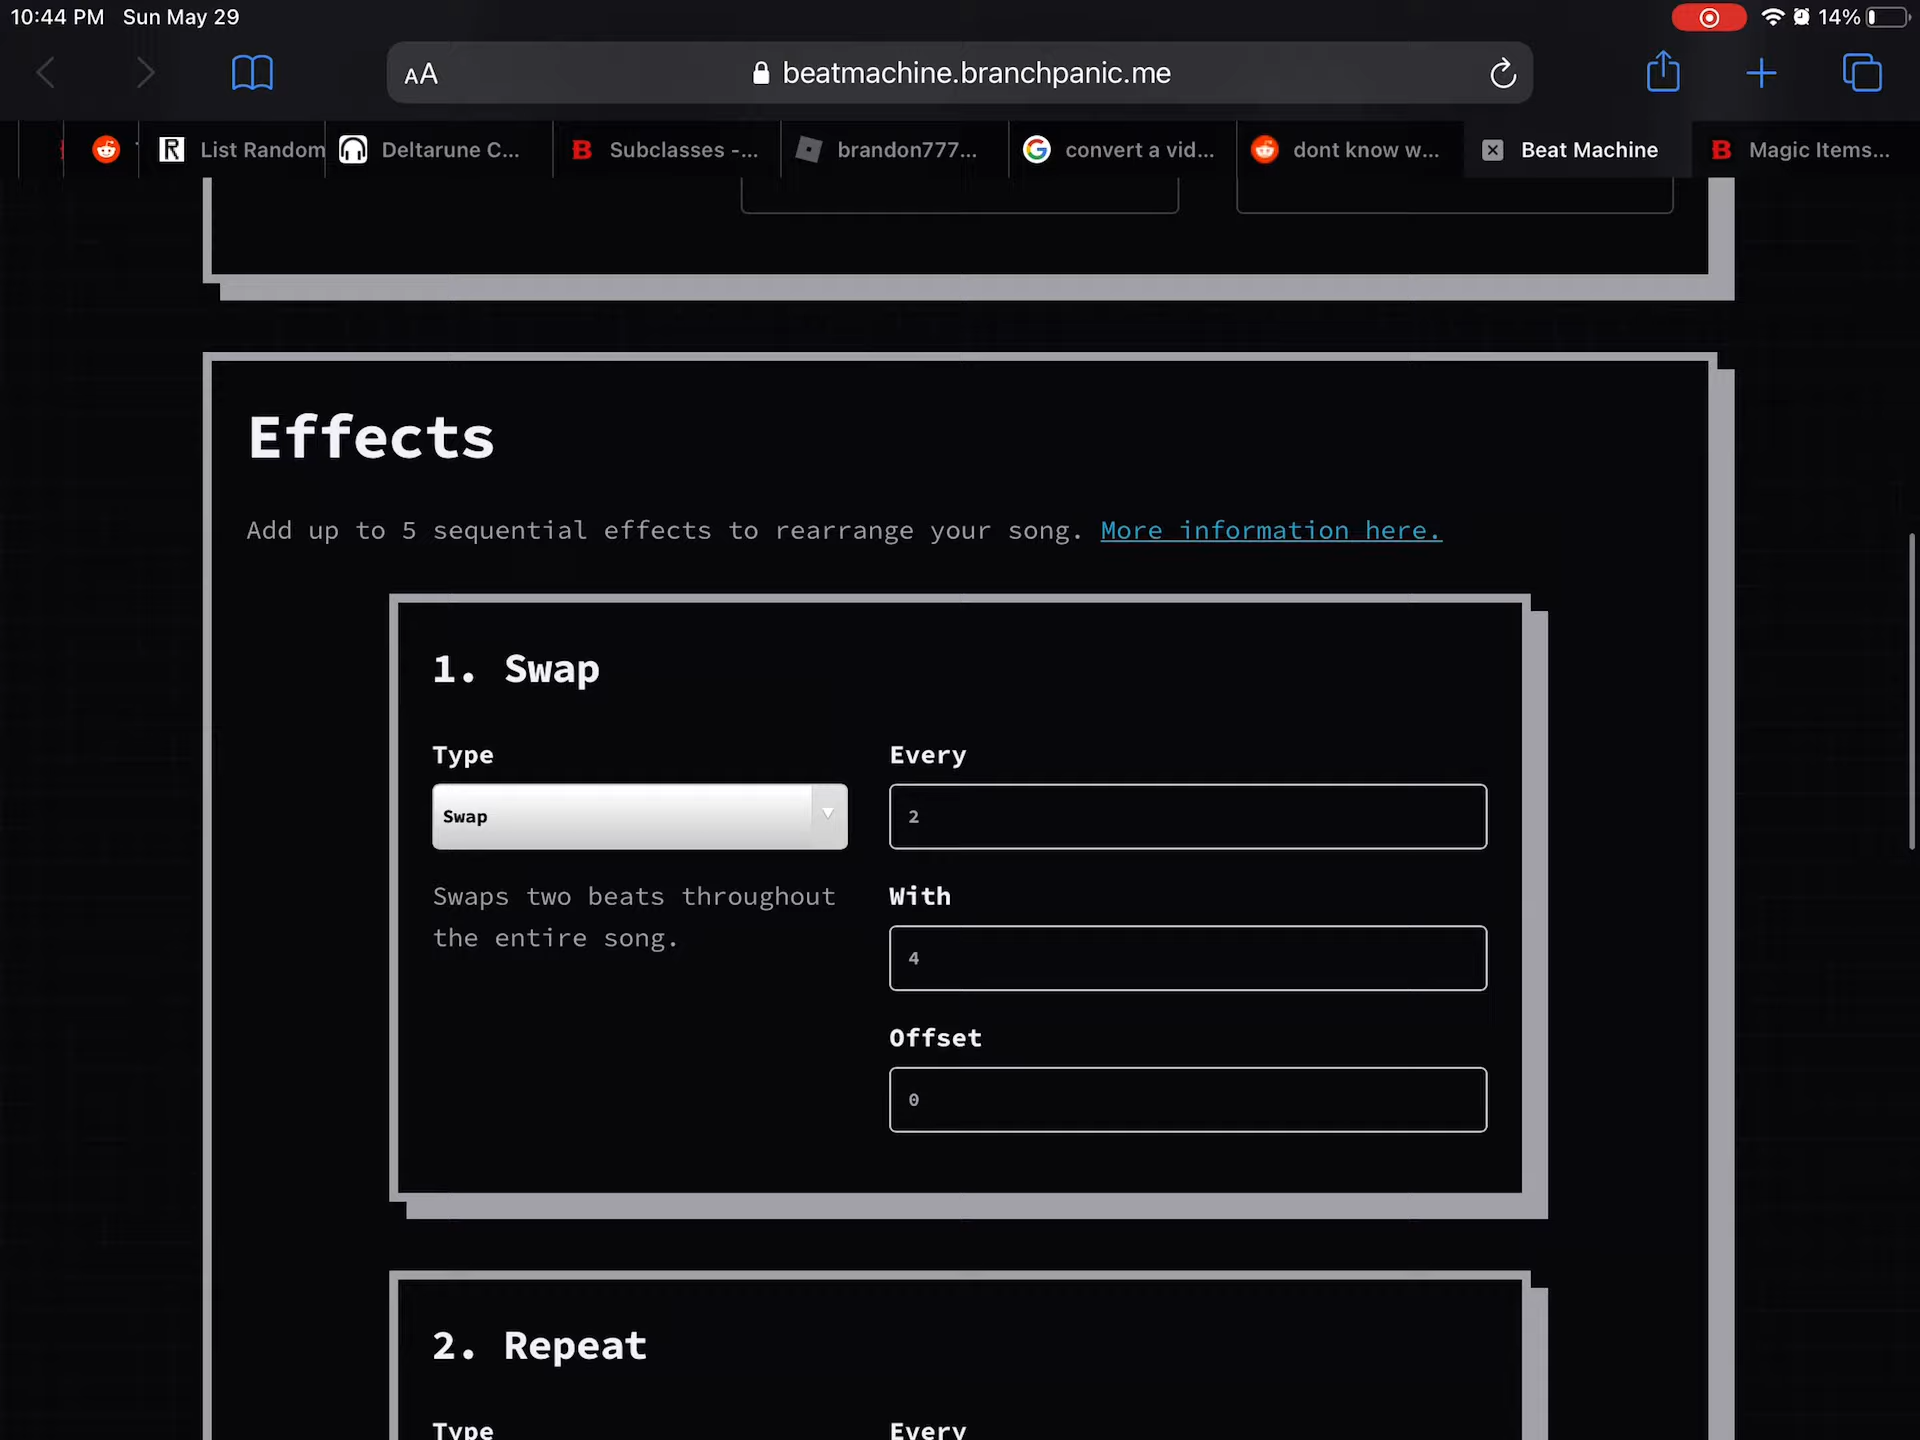 10:44 PM Sun May 29
14%
AA
beatmachine.branchpanic.me
List Random
Deltarune C...
Subclasses -...
brandon777...
convert a vid...
dont know w...
Beat Machine
Magic Items...
Effects
Add up to 5 sequential effects to rearrange your song. More information here.
1. Swap
Type
Every
Swap
2
Swaps two beats throughout
the entire song.
With
4
Offset
0
2. Repeat
Type
Every